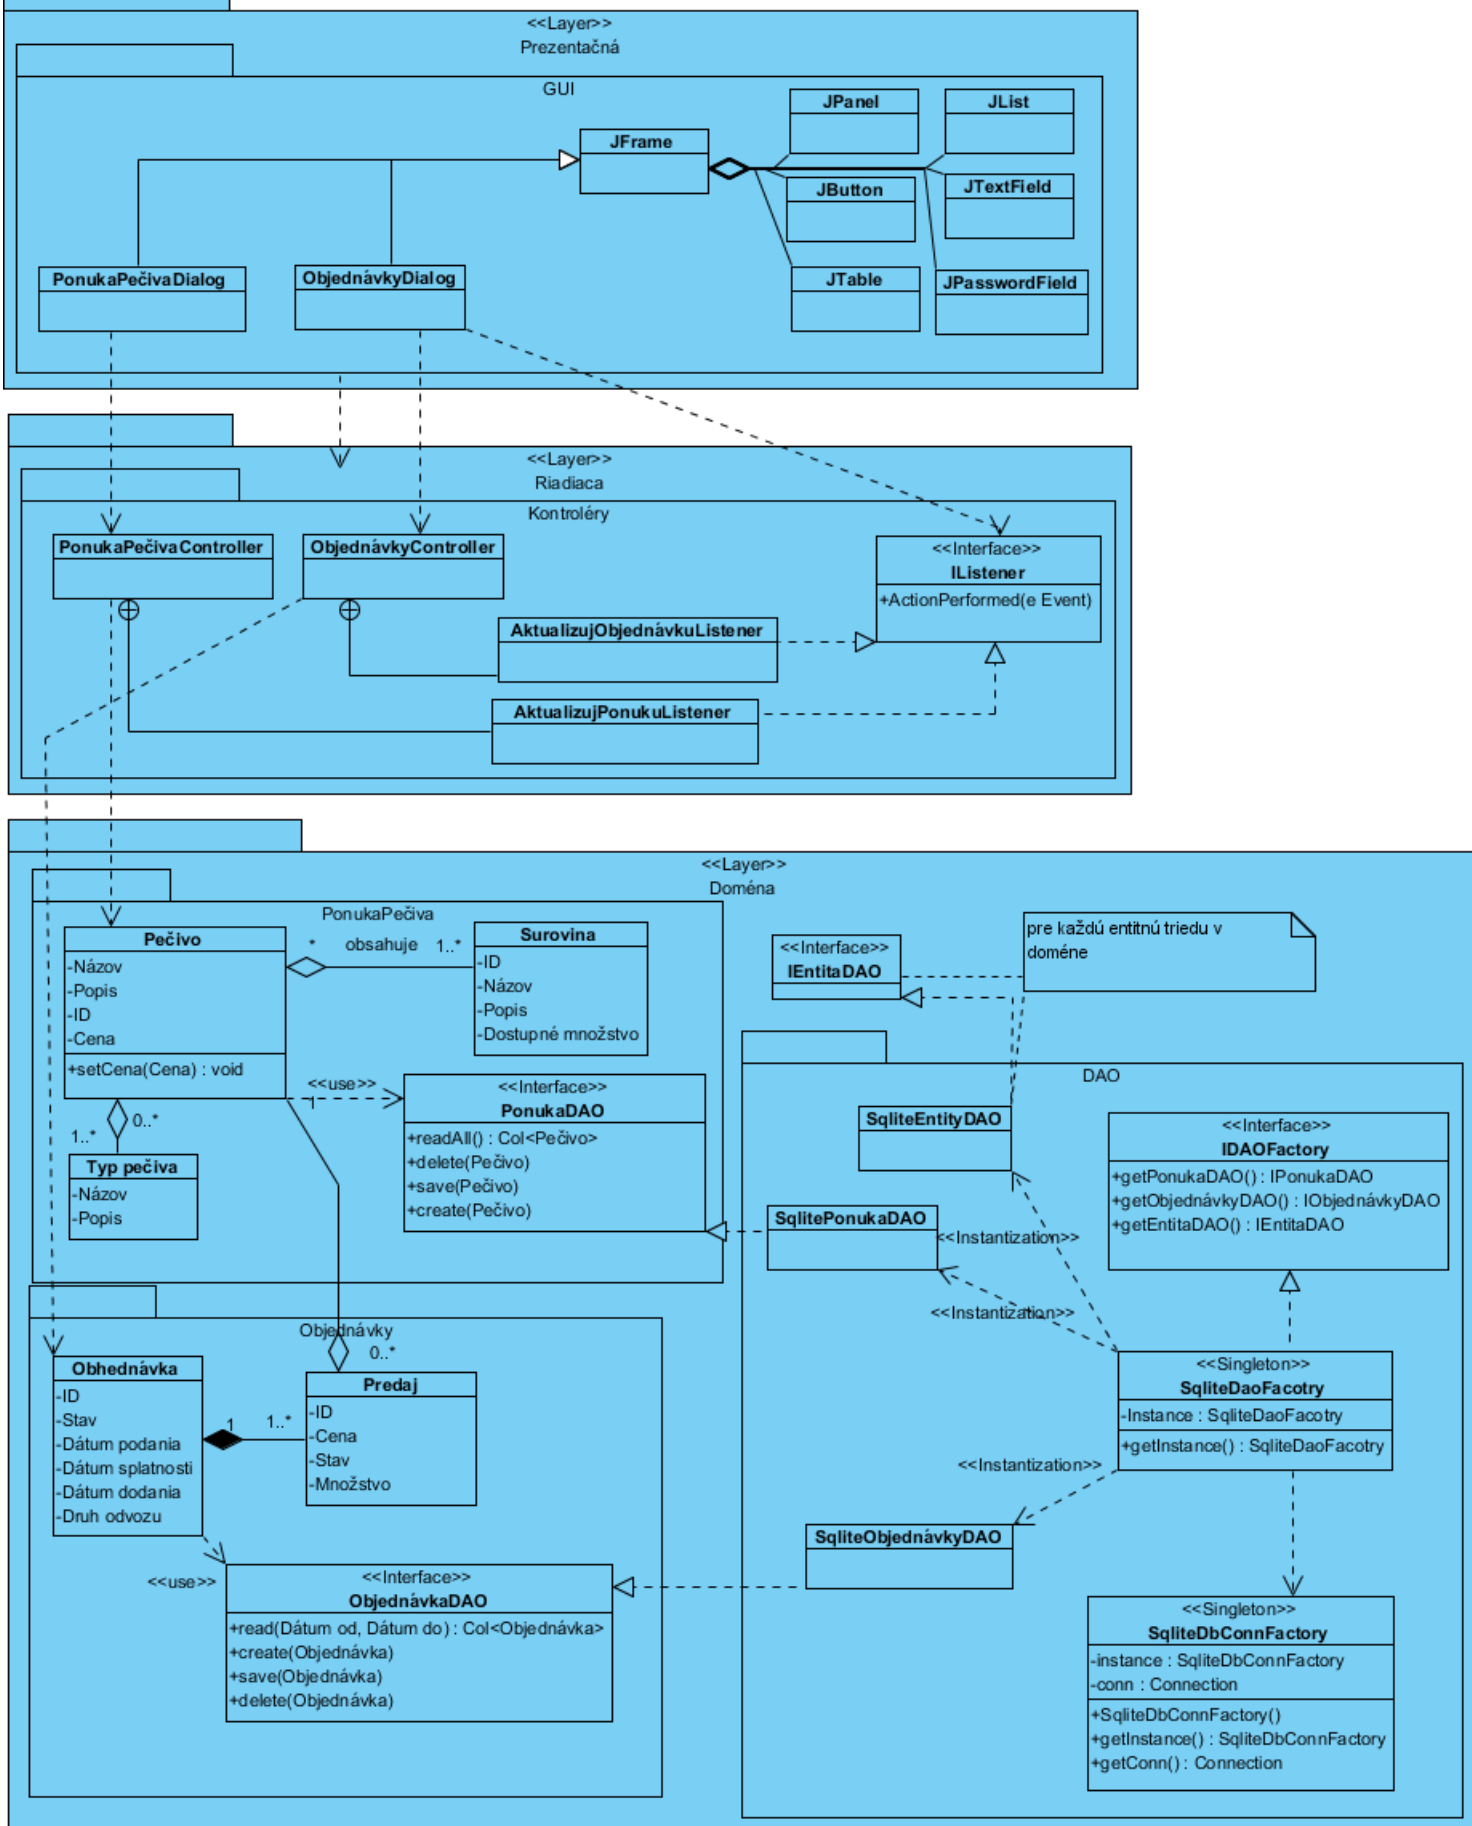 <<Layer>>
Prezentačná
GUI
JPanel
JList
JFrame
JButton
JTextField
PonukaPečivaDialog
ObjednávkyDialog
JTable
JPasswordField
<<Layer>>
Riadiaca
Kontroléry
PonukaPečivaController
ObjednávkyController
<<Interface>>
IListener
+ActionPerformed(e Event)
AktualizujObjednávkuListener
AktualizujPonukuListener
<<Layer>>
Doména
PonukaPečiva
Pečivo
-Názov
-Popis
-ID
-Cena
+setCena(Cena) : void
* obsahuje 1..*
Surovina
-ID
-Názov
-Popis
-Dostupné množstvo
<<Interface>>
IEntitaDAO
pre každú entitnú triedu v
doméne
<<use>>
1
<<Interface>>
PonukaDAO
+readAll() : Col<Pečivo>
+delete(Pečivo)
+save(Pečivo)
+create(Pečivo)
0..*
1..*
Typ pečiva
-Názov
-Popis
DAO
SqliteEntityDAO
<<Interface>>
IDAOFactory
+getPonukaDAO() : IPonukaDAO
+getObjednávkyDAO() : IObjednávkyDAO
+getEntitaDAO() : IEntitaDAO
SqlitePonukaDAO
<<Instantization>>
<<Instantization>>
Objednávky
0..*
Obhednávka
-ID
-Stav
-Dátum podania
-Dátum splatnosti
-Dátum dodania
-Druh odvozu
1 1..*
Predaj
-ID
-Cena
-Stav
-Množstvo
<<Singleton>>
SqliteDaoFacotry
-Instance : SqliteDaoFacotry
+getInstance() : SqliteDaoFacotry
<<Instantization>>
SqliteObjednávkyDAO
<<use>>
<<Interface>>
ObjednávkaDAO
+read(Dátum od, Dátum do) : Col<Objednávka>
+create(Objednávka)
+save(Objednávka)
+delete(Objednávka)
<<Singleton>>
SqliteDbConnFactory
-instance : SqliteDbConnFactory
-conn : Connection
+SqliteDbConnFactory()
+getInstance() : SqliteDbConnFactory
+getConn() : Connection